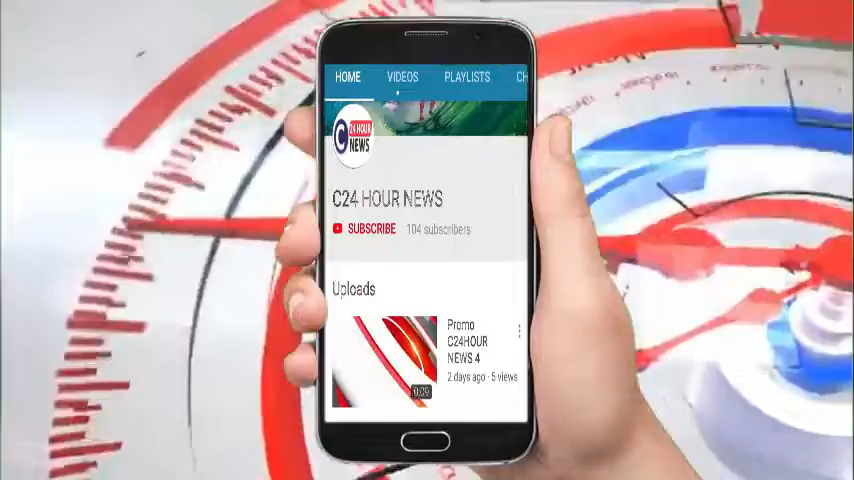 HOME VIDEOS PLAYLISTS CH
C 24 HOUR
NEWS
C24 HOUR NEWS
SUBSCRIBE 104 subscribers
Uploads
Promo
C24HOUR
NEWS 4
2 days ago · 5 views
0:09